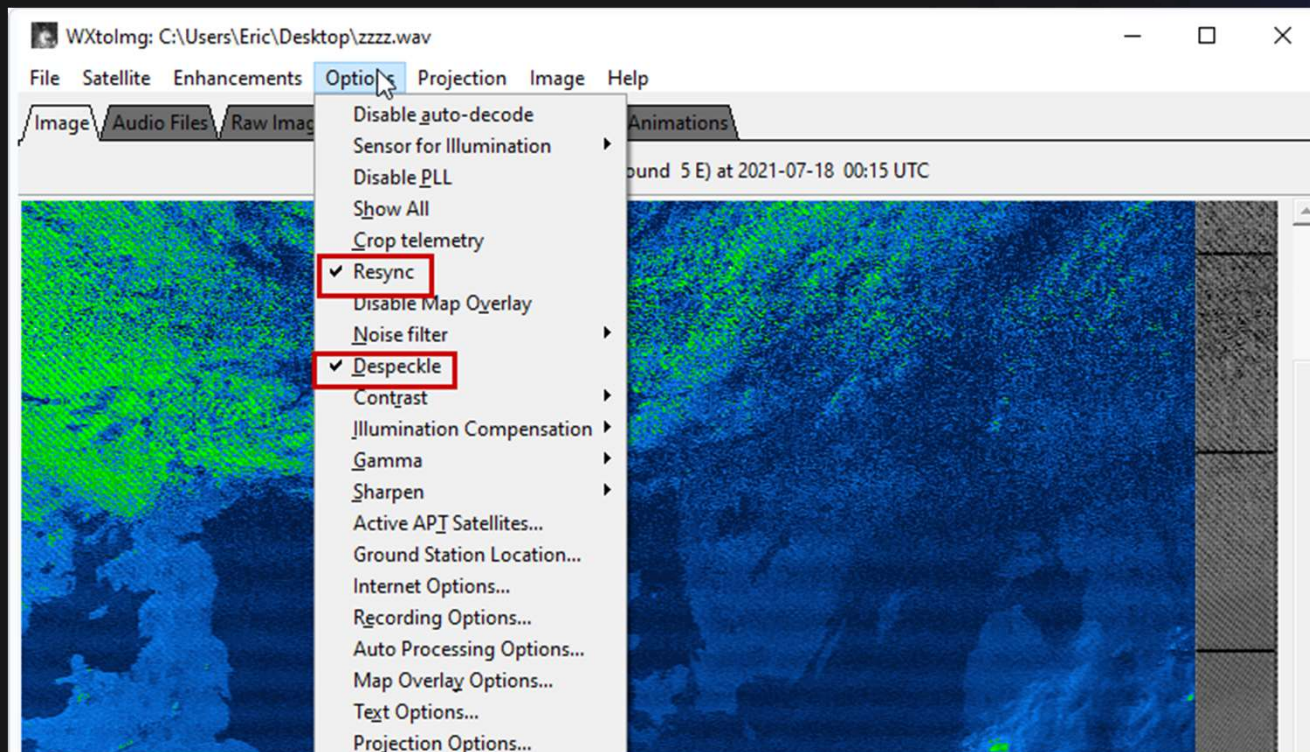 WXtoImg: C:\Users\Eric\Desktop\zzzz.wav
File Satellite Enhancements Options Projection Image Help
Image Audio Files Raw Imag Animations
ound 5 E) at 2021-07-18 00:15 UTC
Disable auto-decode
Sensor for Illumination
Disable PLL
Show All
Crop telemetry
Resync
Disable Map Overlay
Noise filter
Despeckle
Contrast
Illumination Compensation
Gamma
Sharpen
Active APT Satellites...
Ground Station Location...
Internet Options...
Recording Options...
Auto Processing Options...
Map Overlay Options...
Text Options...
Projection Options...